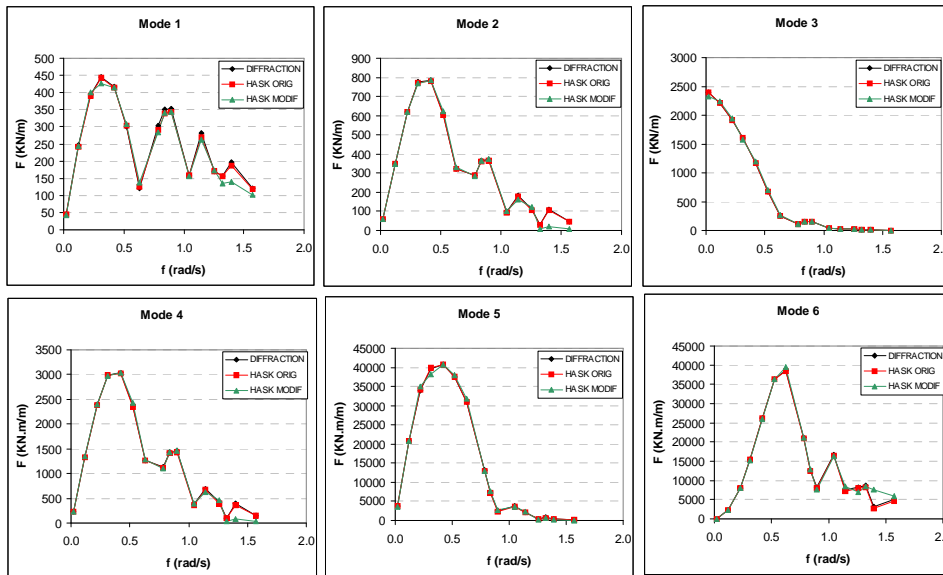 Mode 1
F (KN/m)
500
450
400
350
300
250
200
150
100
50
0
0.0 0.5 1.0 1.5 2.0
f (rad/s)
DIFFRACTION
HASK ORIG
HASK MODIF
Mode 2
F (KN/m)
900
800
700
600
500
400
300
200
100
0
0.0 0.5 1.0 1.5 2.0
f (rad/s)
DIFFRACTION
HASK ORIG
HASK MODIF
Mode 3
F (KN/m)
3000
2500
2000
1500
1000
500
0
0.0 0.5 1.0 1.5 2.0
f (rad/s)
DIFFRACTION
HASK ORIG
HASK MODIF
Mode 4
F (KN.m/m)
3500
3000
2500
2000
1500
1000
500
0
0.0 0.5 1.0 1.5 2.0
f (rad/s)
DIFFRACTION
HASK ORIG
HASK MODIF
Mode 5
F (KN.m/m)
45000
40000
35000
30000
25000
20000
15000
10000
5000
0
0.0 0.5 1.0 1.5 2.0
f (rad/s)
DIFFRACTION
HASK ORIG
HASK MODIF
Mode 6
F (KN.m/m)
45000
40000
35000
30000
25000
20000
15000
10000
5000
0
0.0 0.5 1.0 1.5 2.
f (rad/s)
DIFFRACTION
HASK ORIG
HASK MODIF